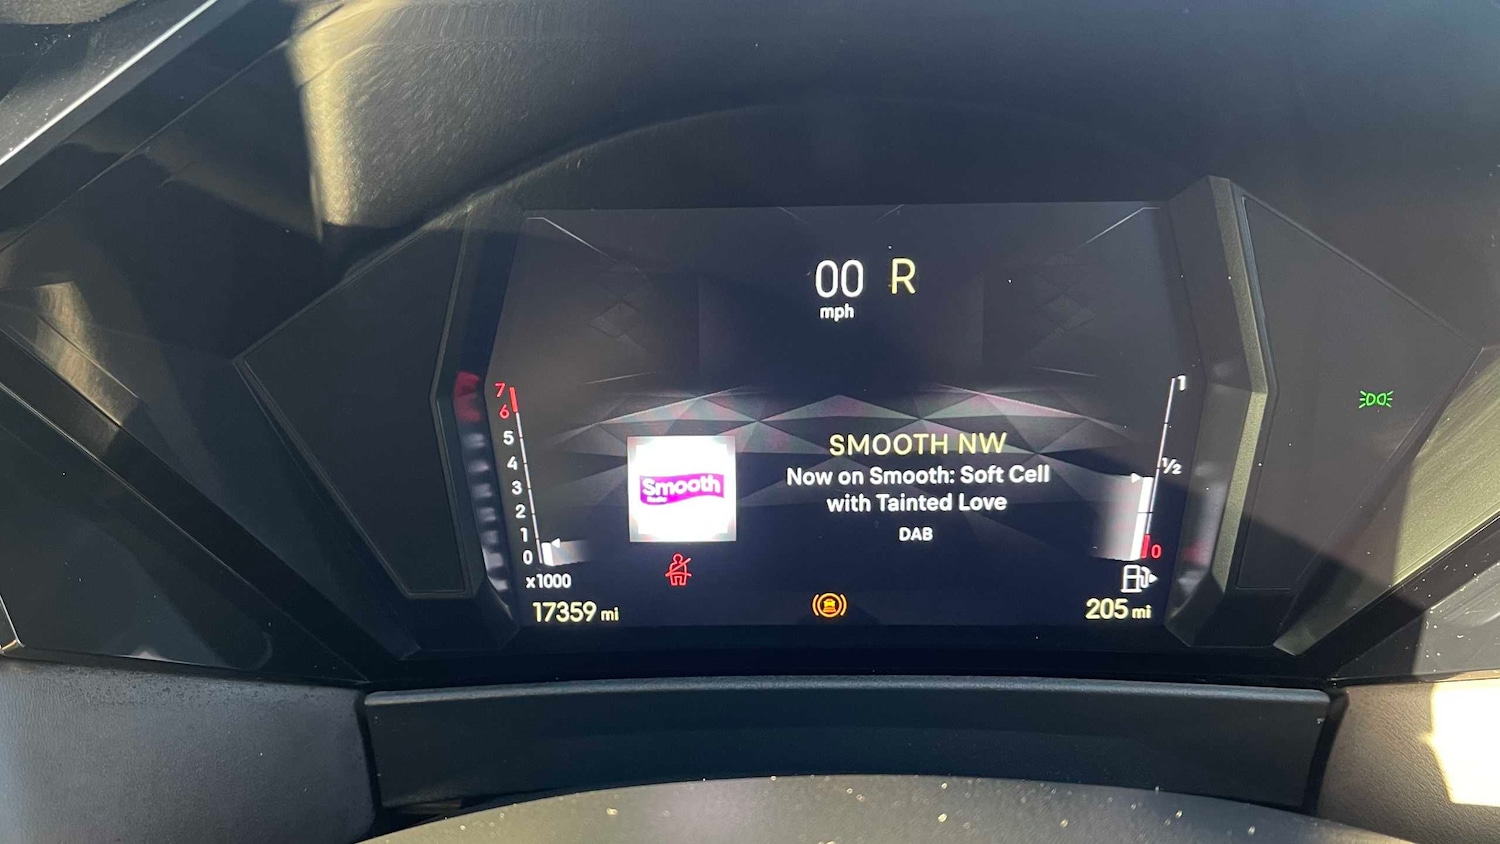 00 R
mph
7
6
5
4
3
2
1
0
x1000
1
1/2
0
Smooth
Radio
SMOOTH NW
Now on Smooth: Soft Cell
with Tainted Love
DAB
17359 mi
205 mi